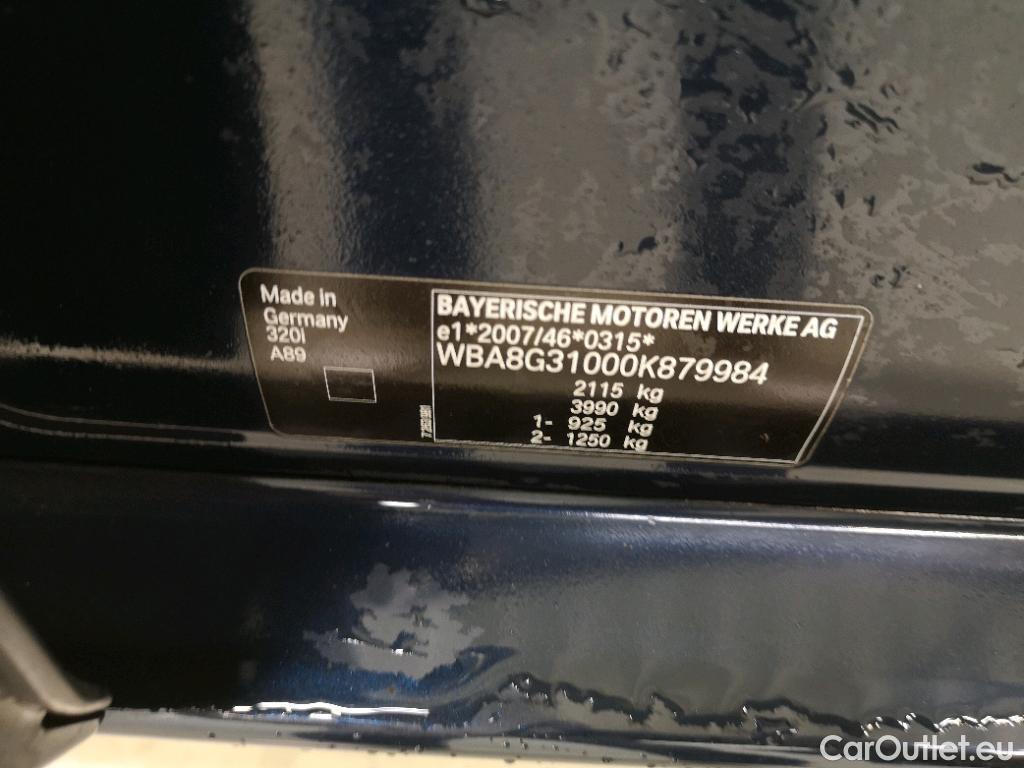 Made in
Germany
320i
A89
BAYERISCHE MOTOREN WERKE AG
e1*2007/46*0315*
WBA8G31000K879984
2115 kg
3990 kg
1- 925 kg
2- 1250 kg
CarOutlet.eu